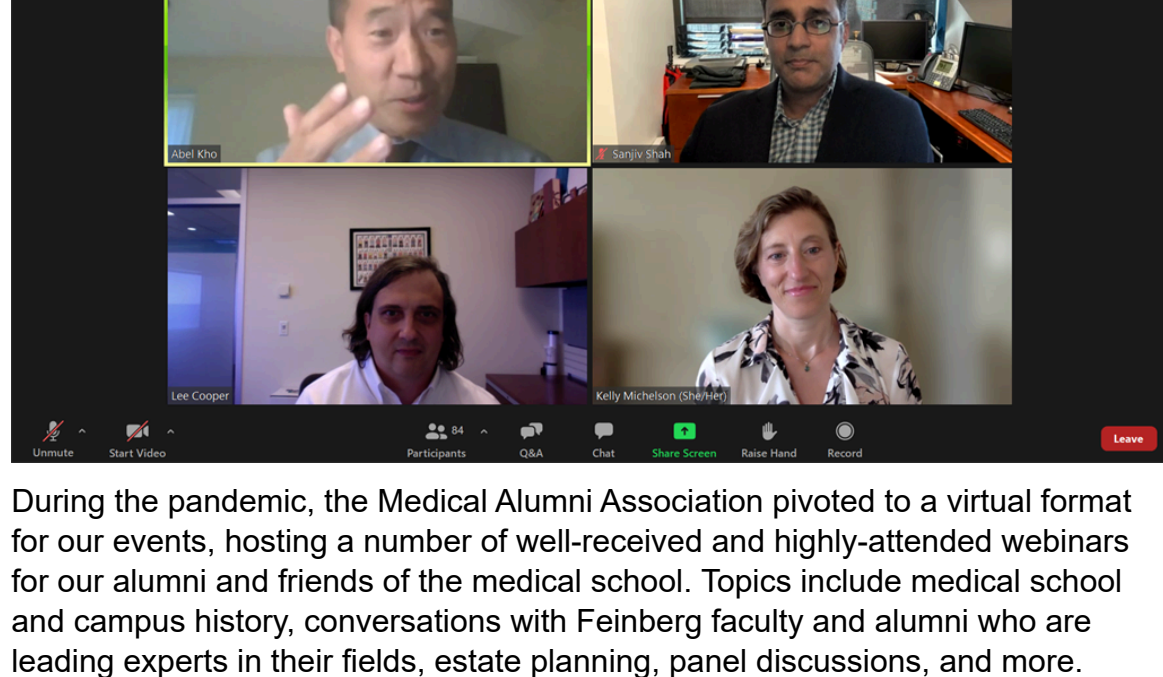 Abel Kho
Sanjiv Shah
Lee Cooper
Kelly Michelson (She/Her)
Unmute
Start Video
84
Participants
Q&A
Chat
Share Screen
Raise Hand
Record
Leave
During the pandemic, the Medical Alumni Association pivoted to a virtual format
for our events, hosting a number of well-received and highly-attended webinars
for our alumni and friends of the medical school. Topics include medical school
and campus history, conversations with Feinberg faculty and alumni who are
leading experts in their fields, estate planning, panel discussions, and more.